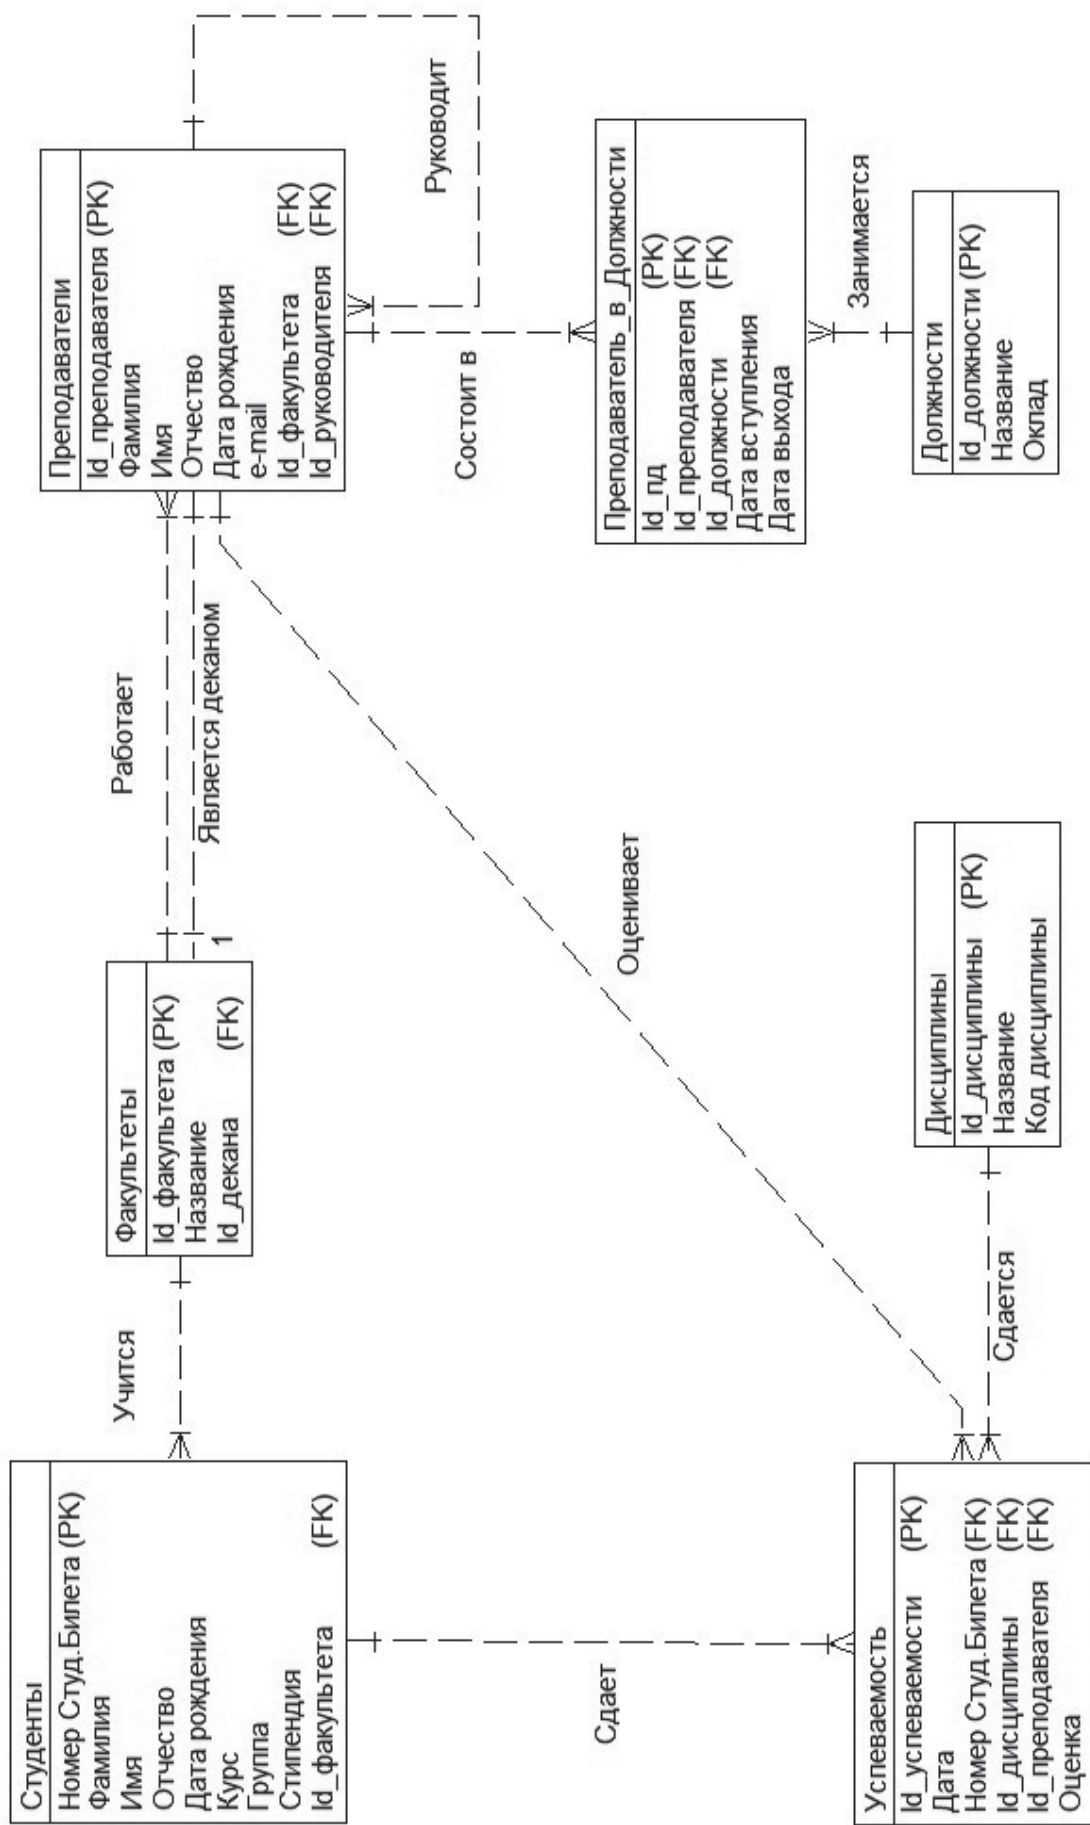 Студенты
Номер Студ.Билета (PK)
Фамилия
Имя
Отчество
Дата рождения
Курс
Группа
Стипендия
Id_факультета (FK)
Учится
Факультеты
Id_факультета (PK)
Название
Id_декана (FK)
1
Работает
Является деканом
Преподаватели
Id_преподавателя (PK)
Фамилия
Имя
Отчество
Дата рождения
e-mail
Id_факультета (FK)
Id_руководителя (FK)
Руководит
Состоит в
Сдает
Оценивает
Преподаватель_в_Должности
Id_пд (PK)
Id_преподавателя (FK)
Id_должности (FK)
Дата вступления
Дата выхода
Занимается
Успеваемость
Id_успеваемости (PK)
Дата
Номер Студ.Билета (FK)
Id_дисциплины (FK)
Id_преподавателя (FK)
Оценка
Сдается
Дисциплины
Id_дисциплины (PK)
Название
Код дисциплины
Должности
Id_должности (PK)
Название
Оклад